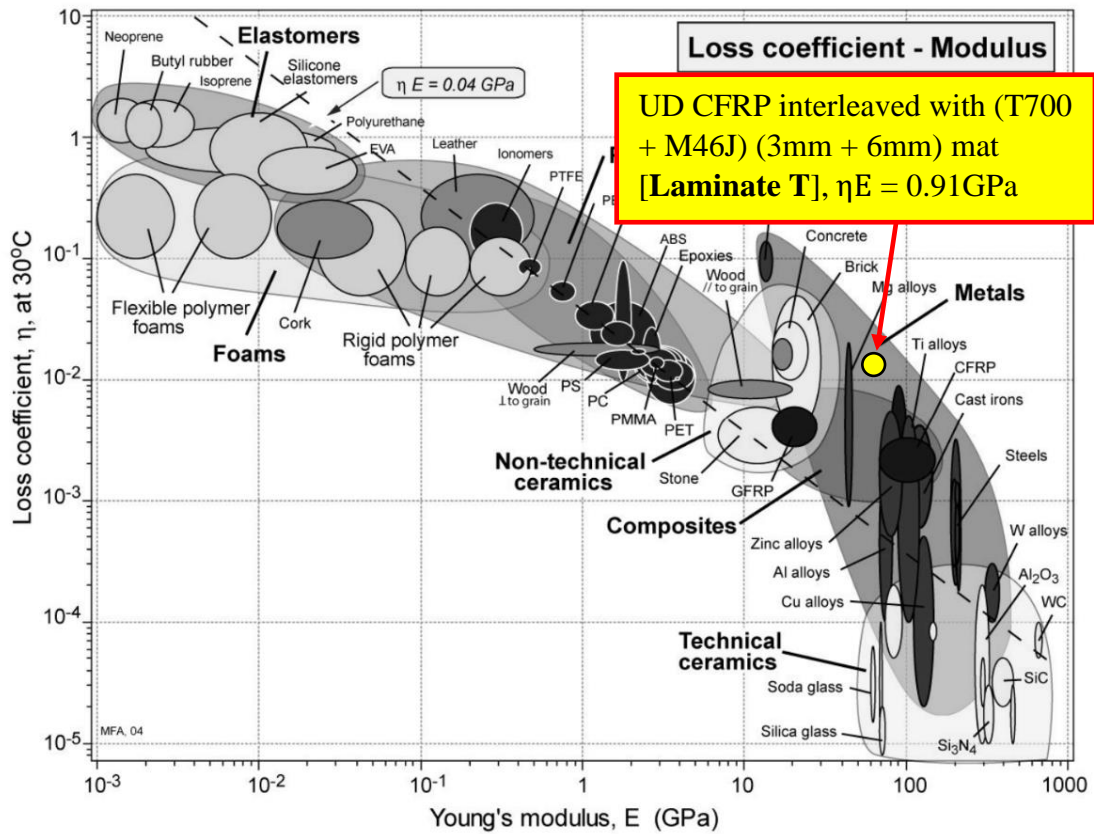 Loss coefficient - Modulus
UD CFRP interleaved with (T700
+ M46J) (3mm + 6mm) mat
[Laminate T], ηE = 0.91GPa
Loss coefficient, η, at 30°C
10
1
10⁻¹
10⁻²
10⁻³
10⁻⁴
10⁻⁵
Neoprene
Butyl rubber
Isoprene
Elastomers
Silicone
elastomers
η E = 0.04 GPa
Polyurethane
EVA
Leather
Ionomers
PTFE
ABS
Epoxies
Wood
// to grain
Concrete
Brick
Mg alloys
Metals
Ti alloys
CFRP
Cast irons
Steels
W alloys
Al₂O₃
WC
SiC
Si₃N₄
Flexible polymer
foams
Foams
Cork
Rigid polymer
foams
Wood
⊥ to grain
PS
PC
PMMA
PET
Non-technical
ceramics
Stone
GFRP
Composites
Zinc alloys
Al alloys
Cu alloys
Technical
ceramics
Soda glass
Silica glass
MFA, 04
10⁻³
10⁻²
10⁻¹
1
10
100
1000
Young's modulus, E (GPa)